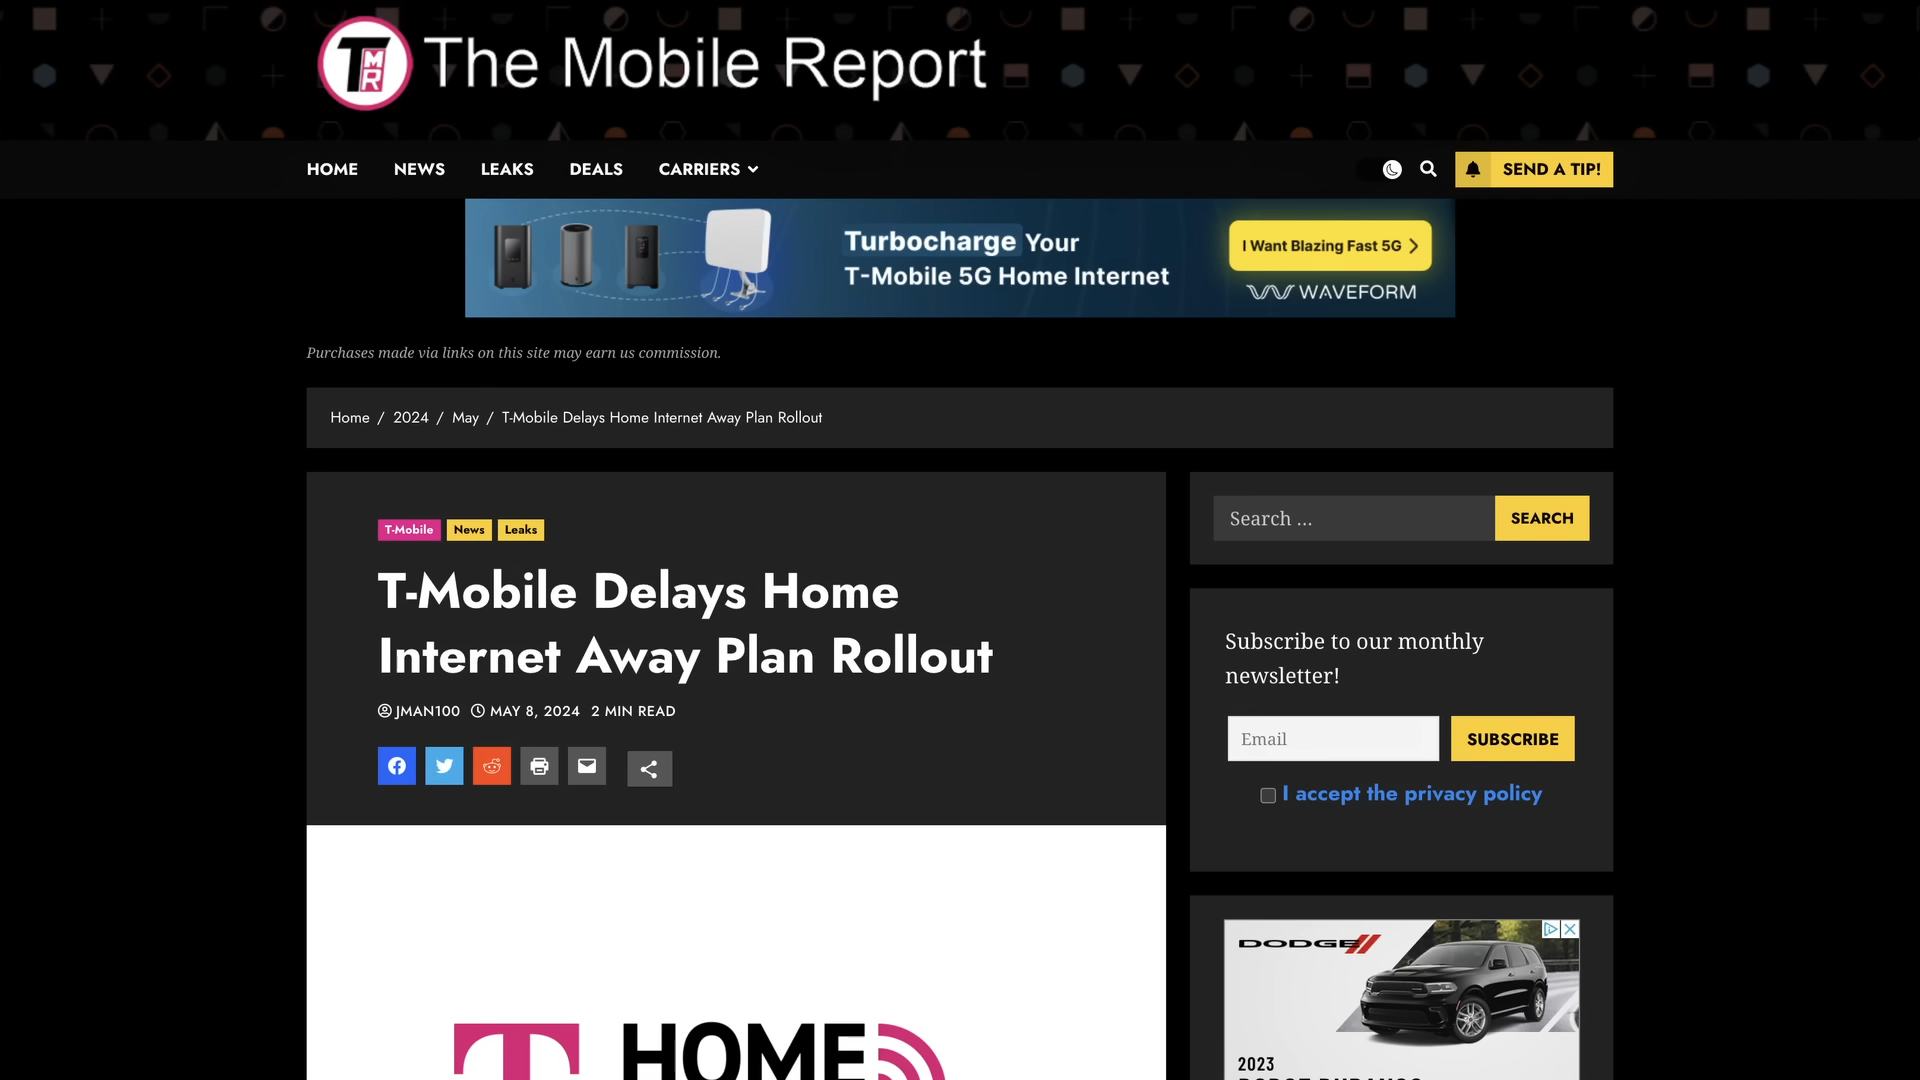 TMR The Mobile Report
HOME NEWS LEAKS DEALS CARRIERS SEND A TIP!
Turbocharge Your
T-Mobile 5G Home Internet
I Want Blazing Fast 5G
WAVEFORM
Purchases made via links on this site may earn us commission.
Home / 2024 / May / T-Mobile Delays Home Internet Away Plan Rollout
T-Mobile News Leaks
T-Mobile Delays Home
Internet Away Plan Rollout
JMAN100 MAY 8, 2024 2 MIN READ
T HOME
Search ... SEARCH
Subscribe to our monthly
newsletter!
Email SUBSCRIBE
I accept the privacy policy
DODGE
2023